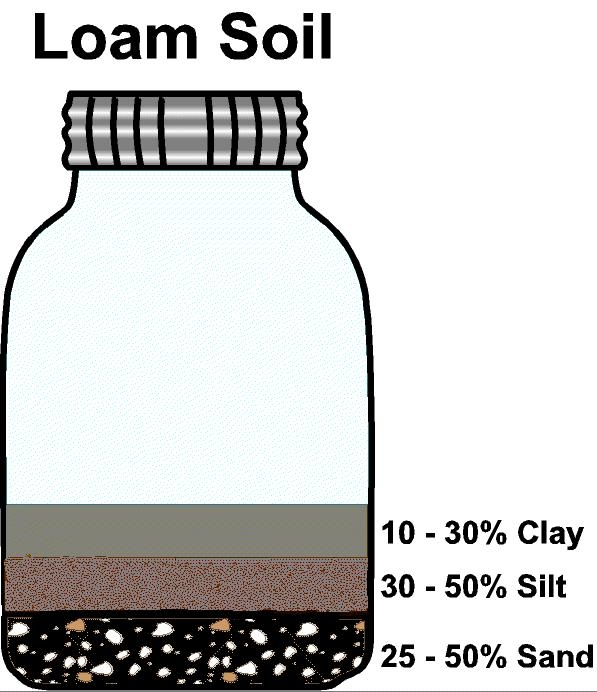 Loam Soil
10 - 30% Clay
30 - 50% Silt
25 - 50% Sand